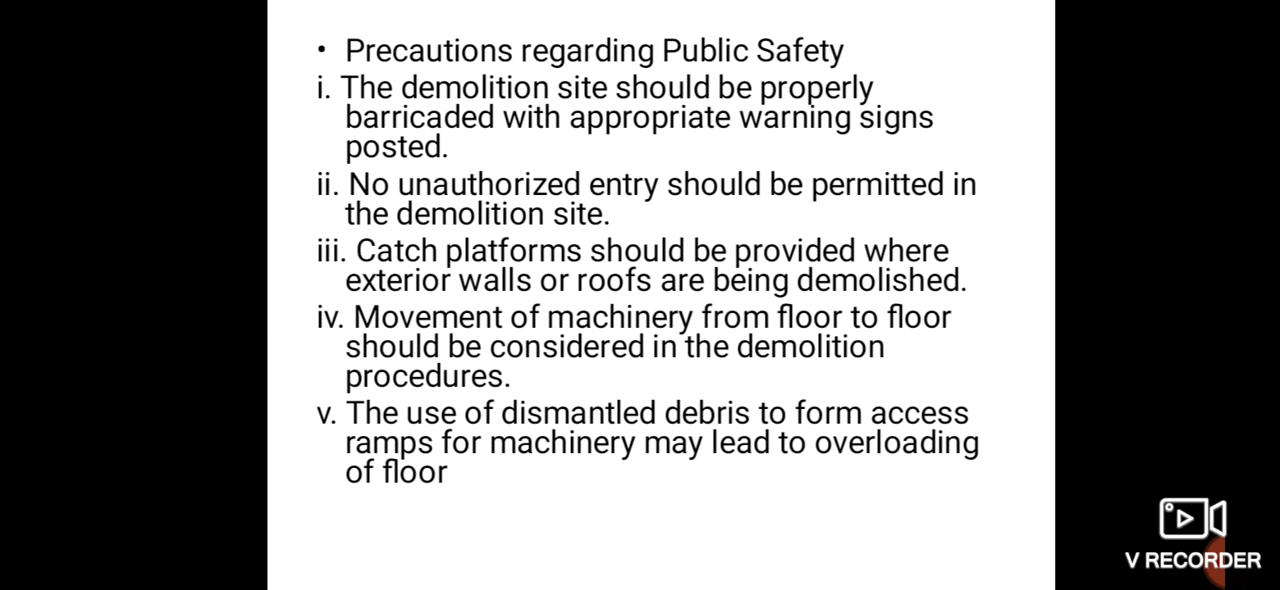 • Precautions regarding Public Safety
i. The demolition site should be properly
barricaded with appropriate warning signs
posted.
ii. No unauthorized entry should be permitted in
the demolition site.
iii. Catch platforms should be provided where
exterior walls or roofs are being demolished.
iv. Movement of machinery from floor to floor
should be considered in the demolition
procedures.
v. The use of dismantled debris to form access
ramps for machinery may lead to overloading
of floor
V RECORDER